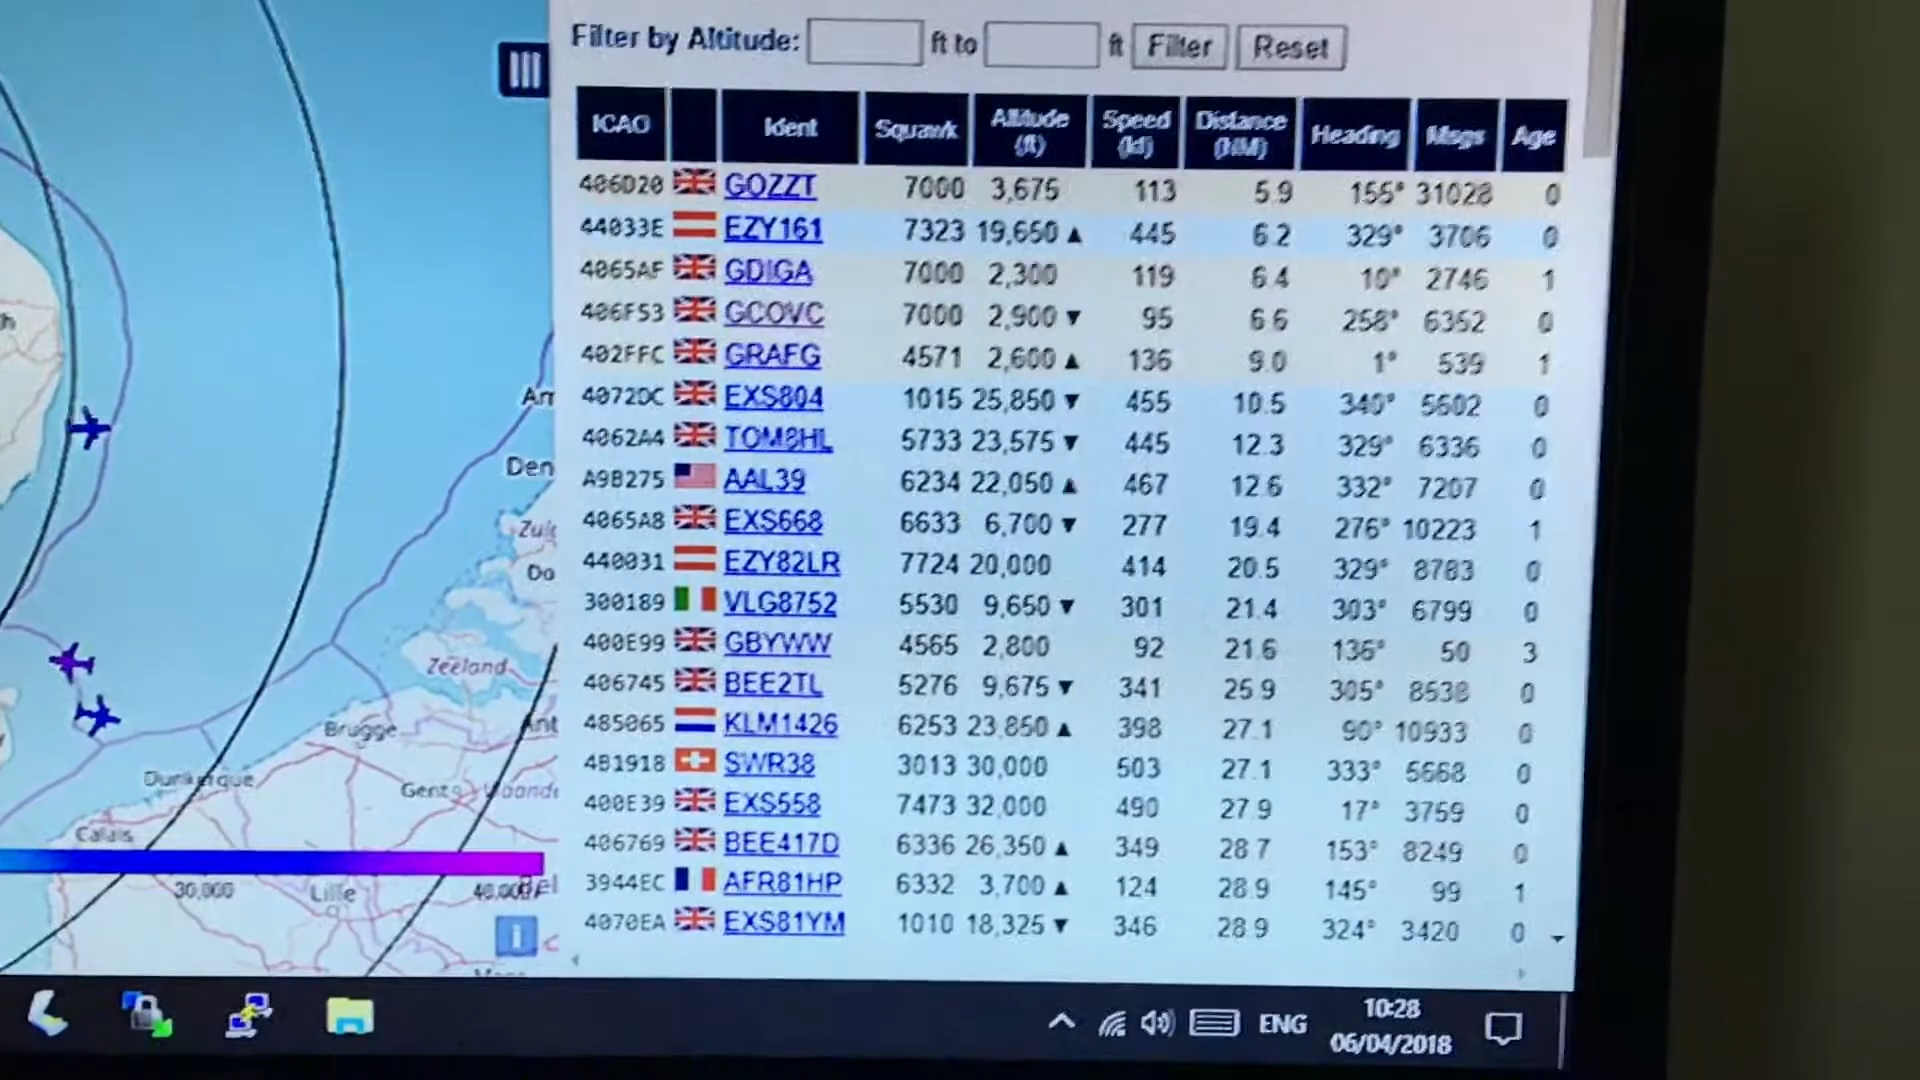 Filter by Altitude: ft to ft Filter Reset
ICAO Ident Squawk Altitude (ft) Speed (kt) Distance (NM) Heading Msgs Age
406D20 GOZZT 7000 3,675 113 5.9 155° 31028 0
44033E EZY161 7323 19,650 ▲ 445 6.2 329° 3706 0
4065AF GDIGA 7000 2,300 119 6.4 10° 2746 1
406F53 GCOVC 7000 2,900 ▼ 95 6.6 258° 6352 0
402FFC GRAFG 4571 2,600 ▲ 136 9.0 1° 539 1
4072DC EXS804 1015 25,850 ▼ 455 10.5 340° 5602 0
4062A4 TOM8HL 5733 23,575 ▼ 445 12.3 329° 6336 0
A9B275 AAL39 6234 22,050 ▲ 467 12.6 332° 7207 0
4065A8 EXS668 6633 6,700 ▼ 277 19.4 276° 10223 1
440031 EZY82LR 7724 20,000 414 20.5 329° 8783 0
300189 VLG8752 5530 9,650 ▼ 301 21.4 303° 6799 0
400E99 GBYWW 4565 2,800 92 21.6 136° 50 3
406745 BEE2TL 5276 9,675 ▼ 341 25.9 305° 8538 0
485065 KLM1426 6253 23,850 ▲ 398 27.1 90° 10933 0
4B1918 SWR38 3013 30,000 503 27.1 333° 5668 0
400E39 EXS558 7473 32,000 490 27.9 17° 3759 0
406769 BEE417D 6336 26,350 ▲ 349 28.7 153° 8249 0
3944EC AFR81HP 6332 3,700 ▲ 124 28.9 145° 99 1
4070EA EXS81YM 1010 18,325 ▼ 346 28.9 324° 3420 0
Am
Den
Zuid
Do
Zeeland
Ant
Brugge
Dunkerque
Gent
Calais
30,000
Lille
40,000
Bel
ENG
10:28
06/04/2018